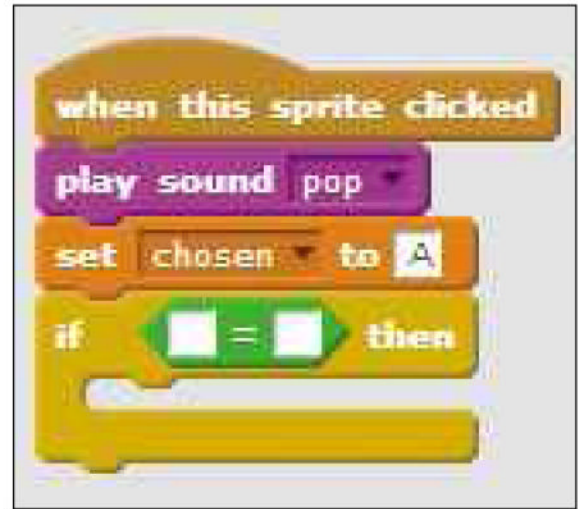 when this sprite clicked
play sound pop
set chosen to A
if = then